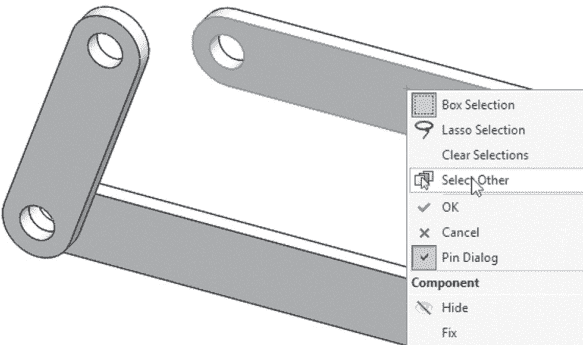 Box Selection
Lasso Selection
Clear Selections
Select Other
OK
Cancel
Pin Dialog
Component
Hide
Fix